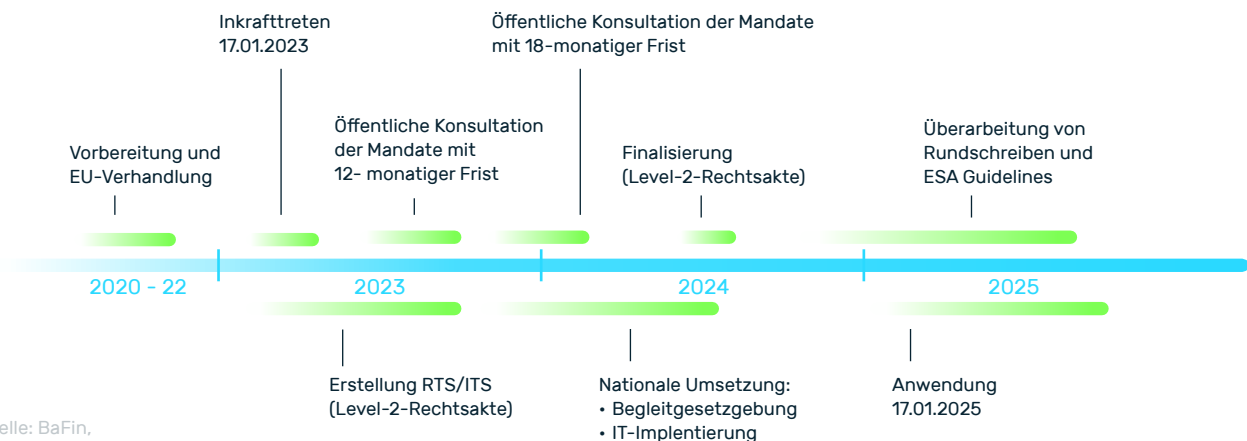 Inkrafttreten
17.01.2023
Öffentliche Konsultation der Mandate
mit 18-monatiger Frist
Öffentliche Konsultation
der Mandate mit
12- monatiger Frist
Vorbereitung und
EU-Verhandlung
Finalisierung
(Level-2-Rechtsakte)
Überarbeitung von
Rundschreiben und
ESA Guidelines
2020 - 22
2023
2024
2025
Erstellung RTS/ITS
(Level-2-Rechtsakte)
Nationale Umsetzung:
• Begleitgesetzgebung
• IT-Implentierung
Anwendung
17.01.2025
elle: BaFin,